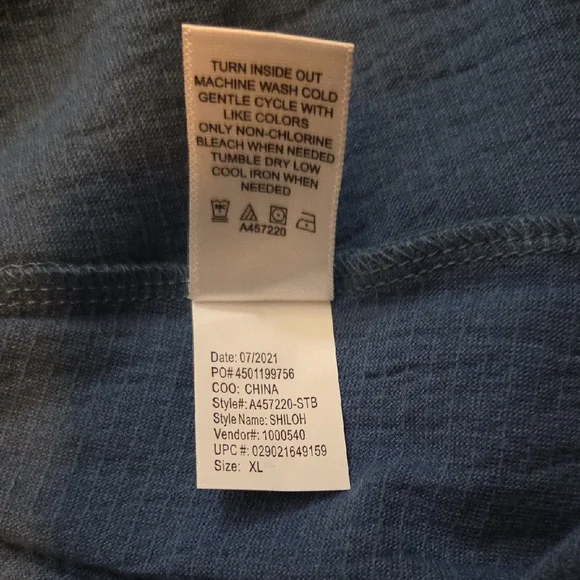 TURN INSIDE OUT
MACHINE WASH COLD
GENTLE CYCLE WITH
LIKE COLORS
ONLY NON-CHLORINE
BLEACH WHEN NEEDED
TUMBLE DRY LOW
COOL IRON WHEN
NEEDED
A457220
Date: 07/2021
PO# 4501199756
COO: CHINA
Style#: A457220-STB
Style Name: SHILOH
Vendor#: 1000540
UPC #: 029021649159
Size: XL